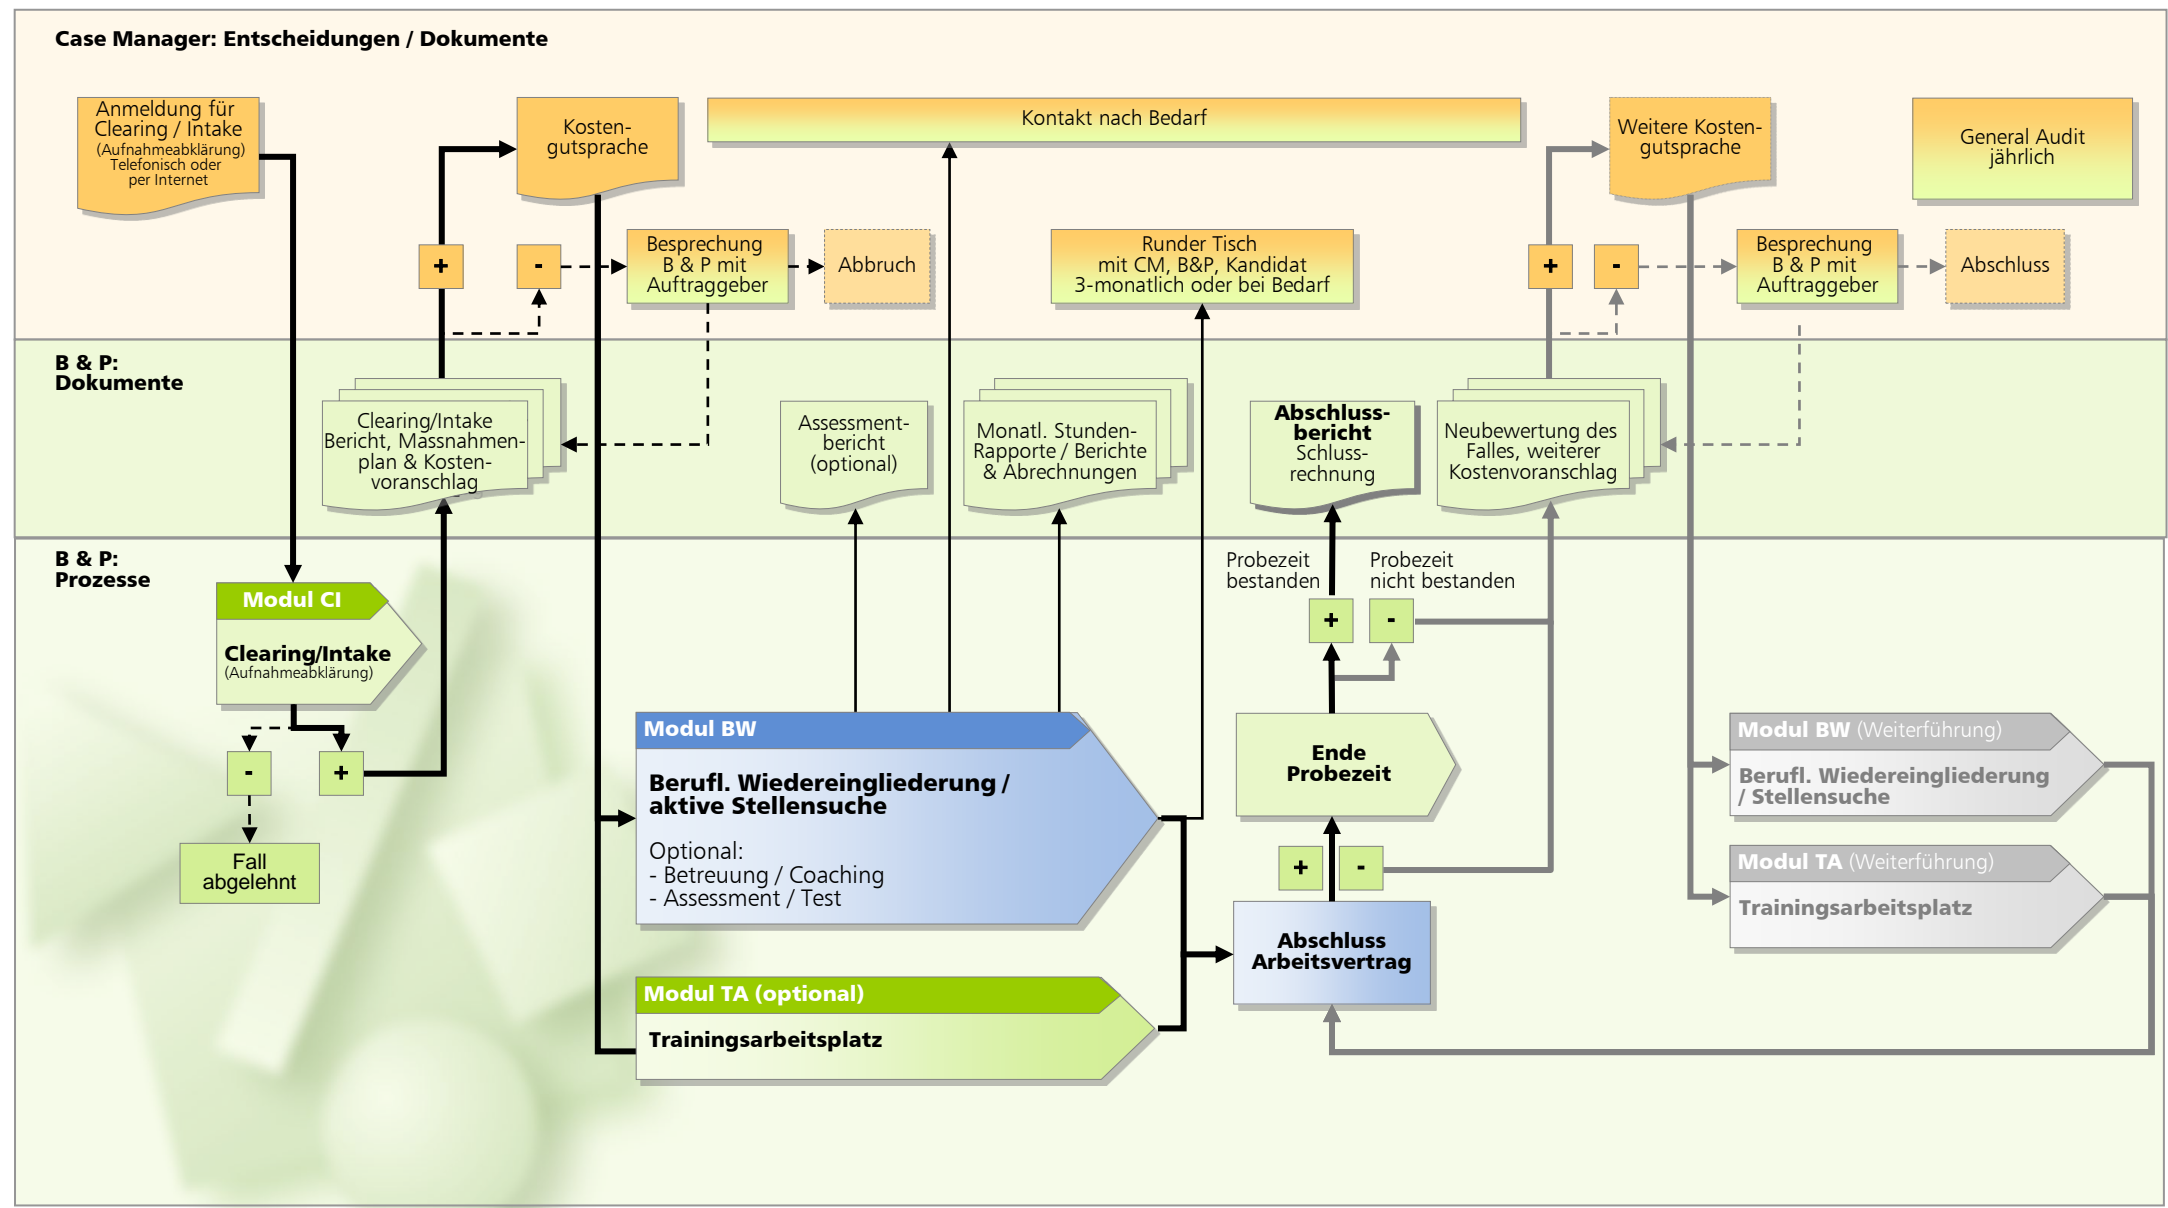 Case Manager: Entscheidungen / Dokumente
Anmeldung für
Clearing / Intake
(Aufnahmeabklärung)
Telefonisch oder
per Internet
Kosten-
gutsprache
Kontakt nach Bedarf
Weitere Kosten-
gutsprache
General Audit
jährlich
+
-
Besprechung
B & P mit
Auftraggeber
Abbruch
Runder Tisch
mit CM, B&P, Kandidat
3-monatlich oder bei Bedarf
+
-
Besprechung
B & P mit
Auftraggeber
Abschluss
B & P:
Dokumente
Clearing/Intake
Bericht, Massnahmen-
plan & Kosten-
voranschlag
Assessment-
bericht
(optional)
Monatl. Stunden-
Rapporte / Berichte
& Abrechnungen
Abschluss-
bericht
Schluss-
rechnung
Neubewertung des
Falles, weiterer
Kostenvoranschlag
B & P:
Prozesse
Probezeit
bestanden
Probezeit
nicht bestanden
+
-
Modul CI
Clearing/Intake
(Aufnahmeabklärung)
-
+
Fall
abgelehnt
Modul BW
Berufl. Wiedereingliederung /
aktive Stellensuche
Optional:
- Betreuung / Coaching
- Assessment / Test
Ende
Probezeit
+
-
Abschluss
Arbeitsvertrag
Modul BW (Weiterführung)
Berufl. Wiedereingliederung
/ Stellensuche
Modul TA (Weiterführung)
Trainingsarbeitsplatz
Modul TA (optional)
Trainingsarbeitsplatz